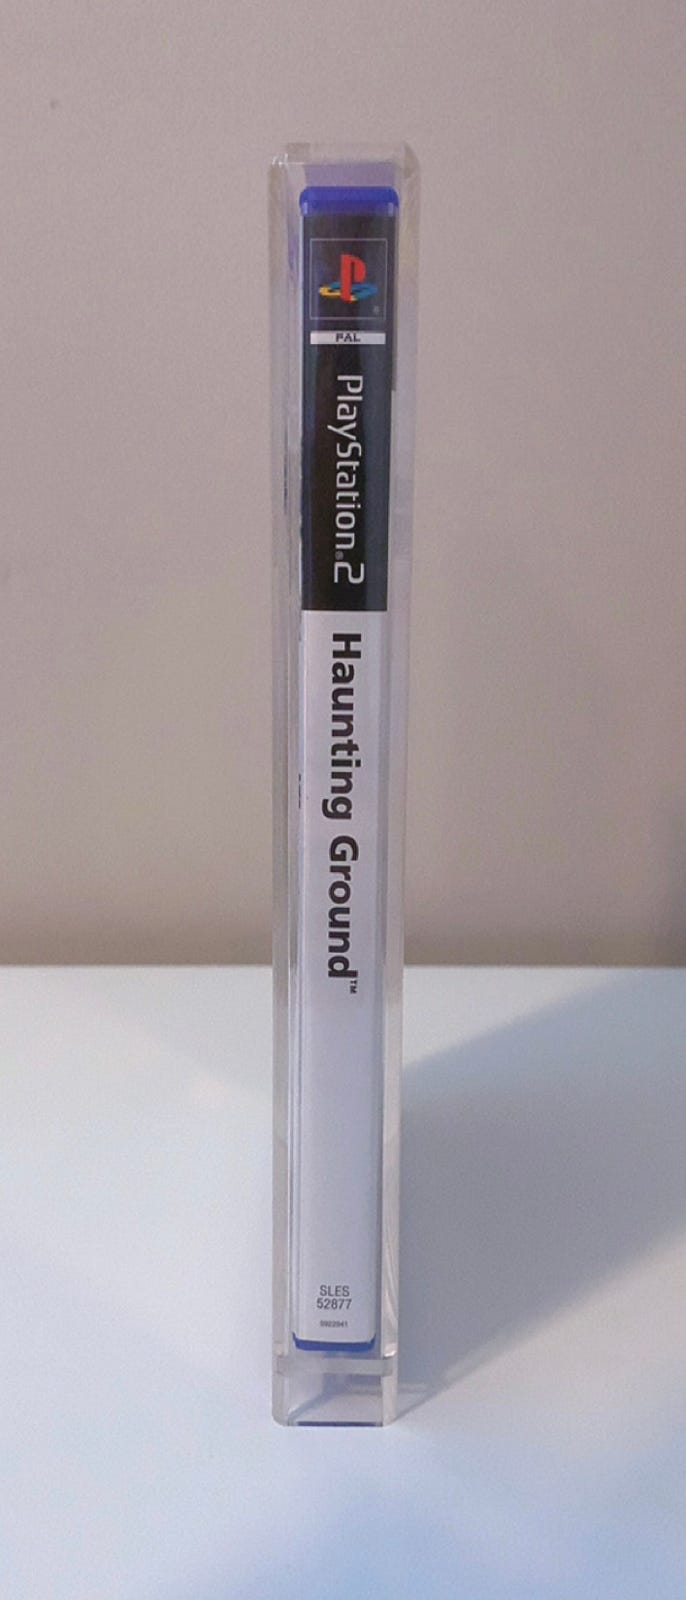 PAL
PlayStation®2
Haunting Ground™
SLES
52877